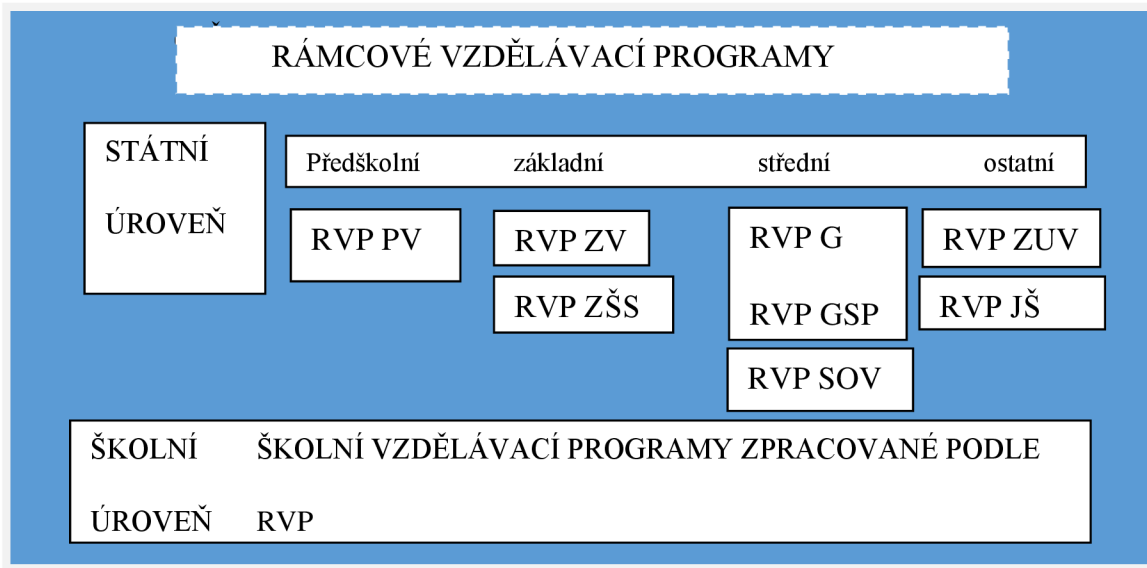 RÁMCOVÉ VZDĚLÁVACÍ PROGRAMY
STÁTNÍ
ÚROVEŇ
Předškolní základní střední ostatní
RVP PV
RVP ZV
RVP ZŠS
RVP G
RVP GSP
RVP SOV
RVP ZUV
RVP JŠ
ŠKOLNÍ ŠKOLNÍ VZDĚLÁVACÍ PROGRAMY ZPRACOVANÉ PODLE
ÚROVEŇ RVP